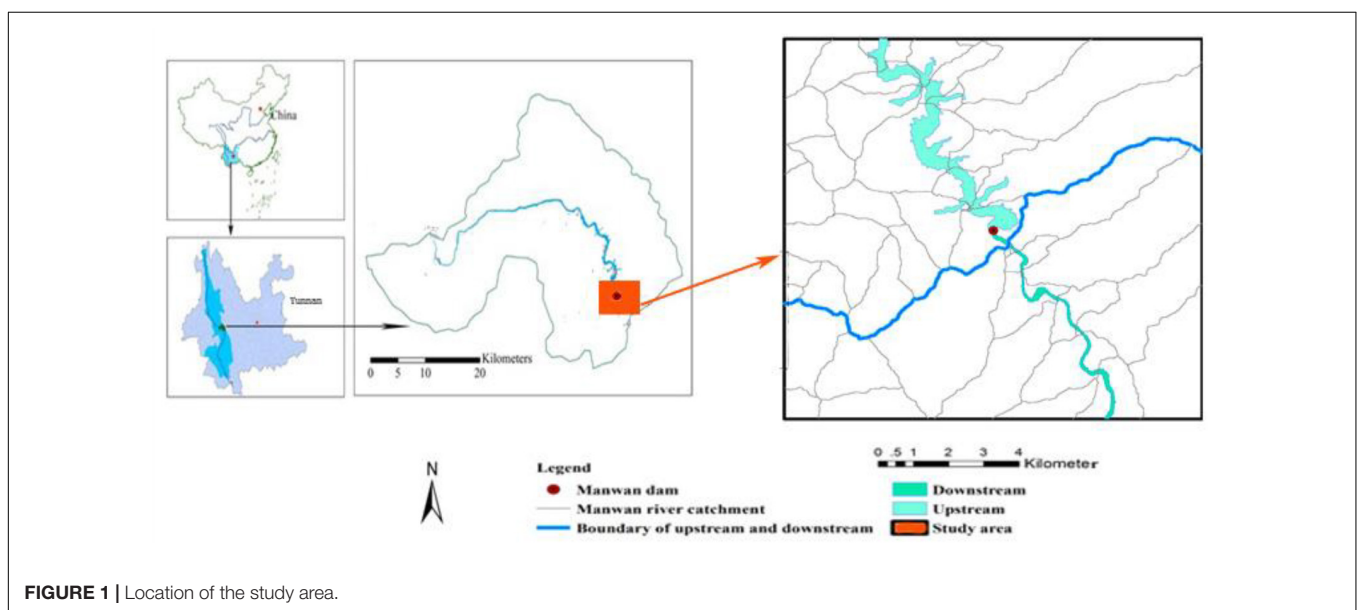 China
Yunnan
Kilometers
0 5 10 20
0 .5 1 2 3 4
Kilometer
N
Legend
Manwan dam
Manwan river catchment
Boundary of upstream and downstream
Downstream
Upstream
Study area
FIGURE 1 | Location of the study area.